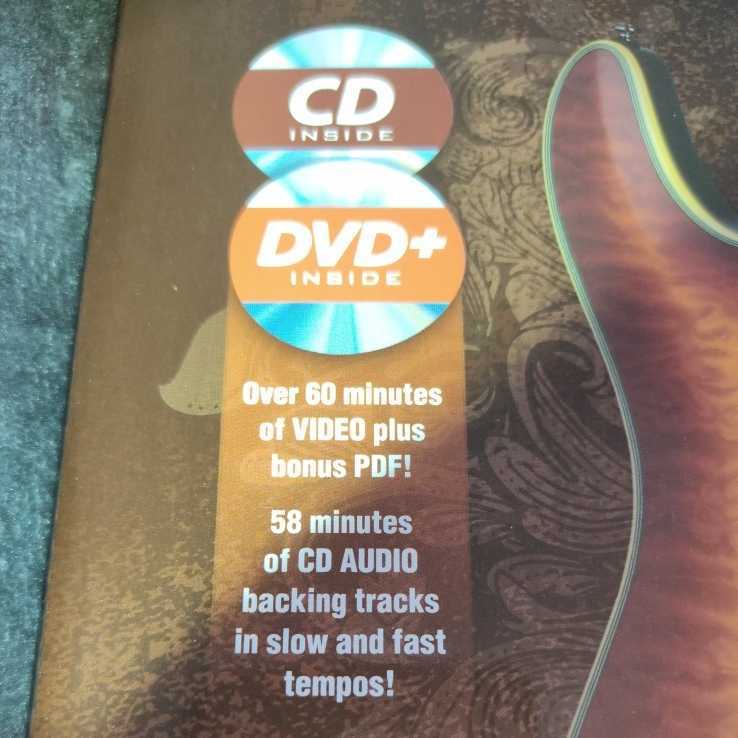 CD
INSIDE
DVD+
INSIDE
Over 60 minutes
of VIDEO plus
bonus PDF!
58 minutes
of CD AUDIO
backing tracks
in slow and fast
tempos!